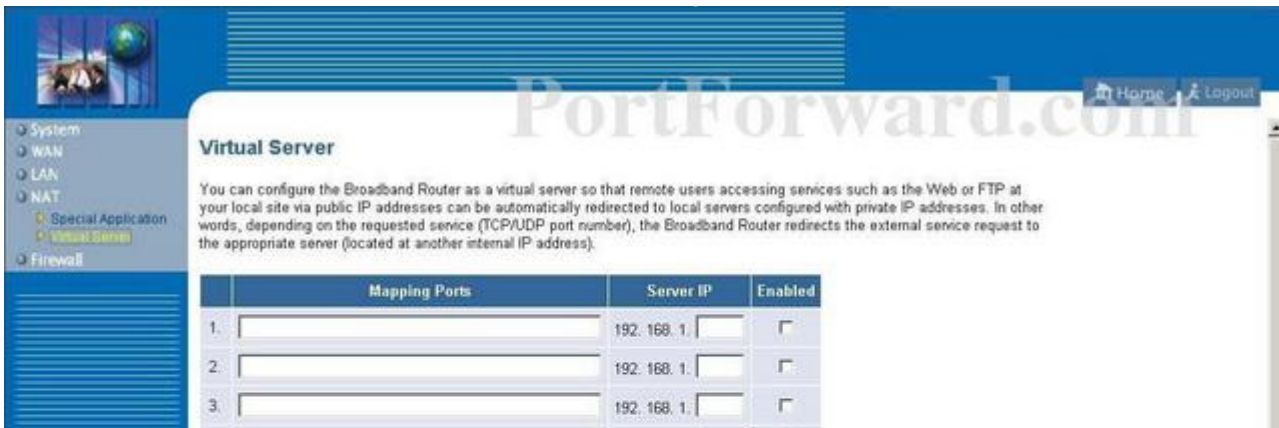 PortForward.com
Home Logout
System
WAN
LAN
NAT
Special Application
Virtual Server
Firewall
Virtual Server
You can configure the Broadband Router as a virtual server so that remote users accessing services such as the Web or FTP at
your local site via public IP addresses can be automatically redirected to local servers configured with private IP addresses. In other
words, depending on the requested service (TCP/UDP port number), the Broadband Router redirects the external service request to
the appropriate server (located at another internal IP address).
Mapping Ports Server IP Enabled
1. 192. 168. 1.
2. 192. 168. 1.
3. 192. 168. 1.